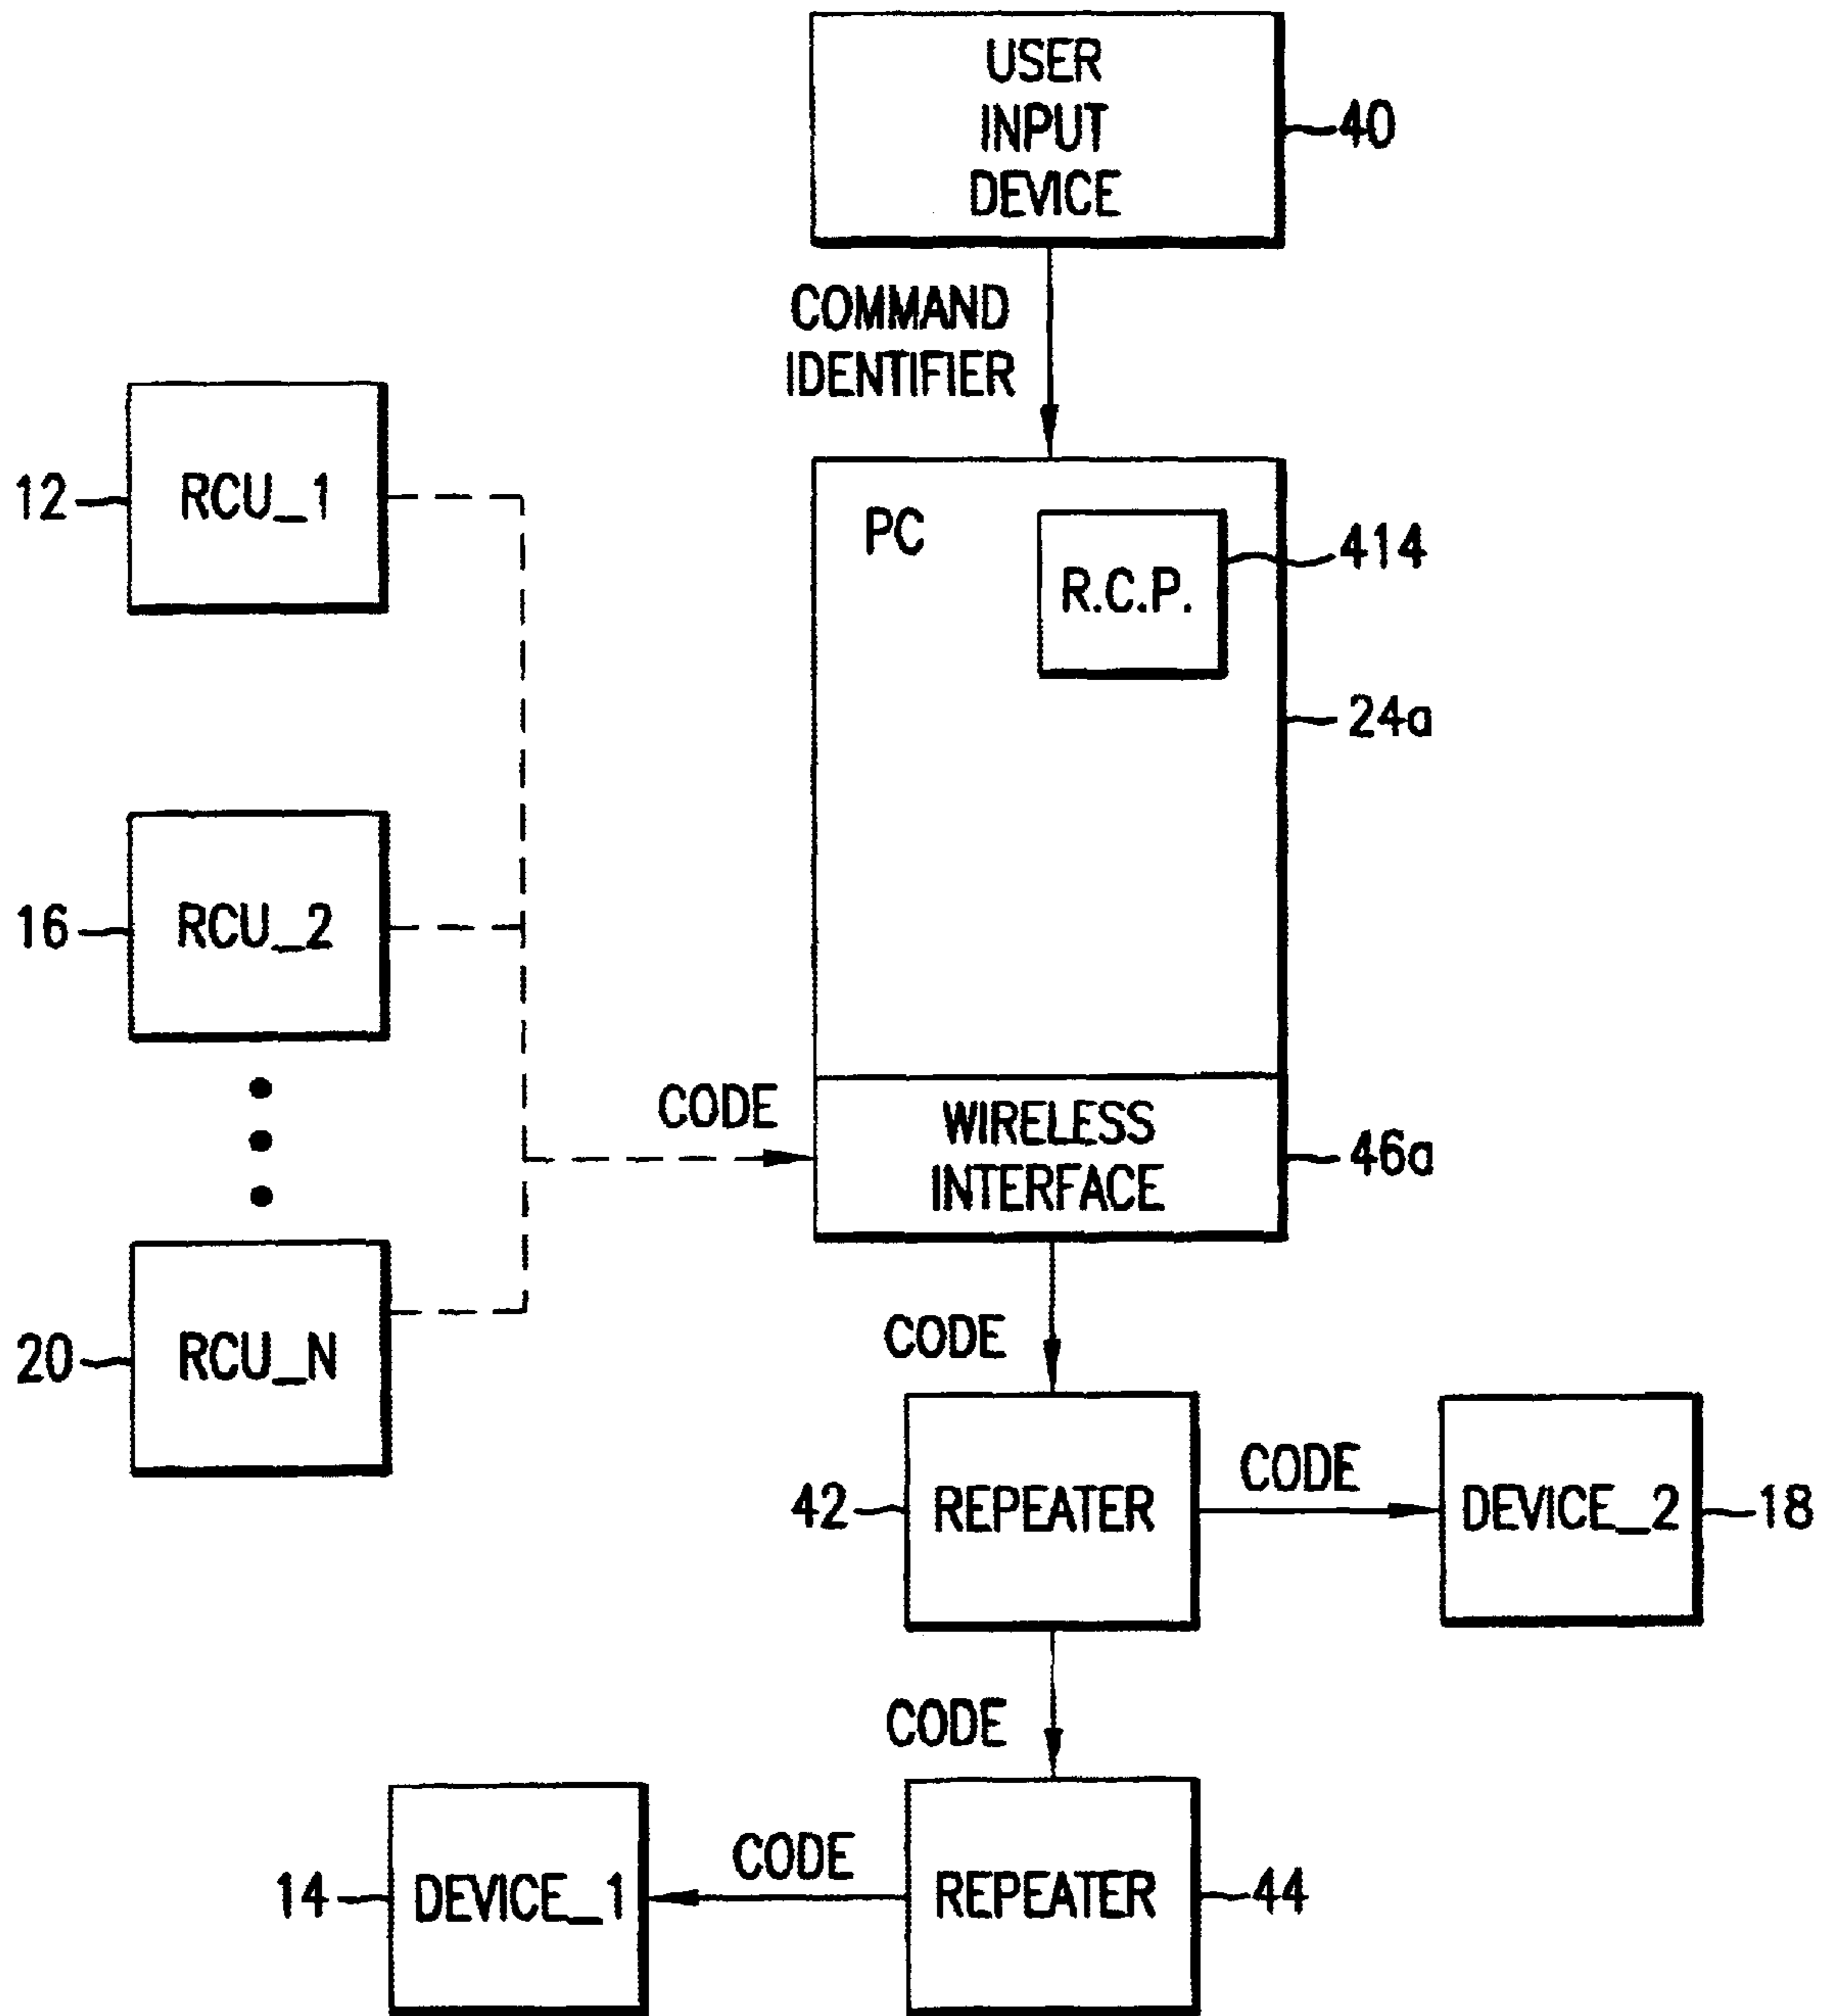 USER
INPUT
DEVICE
40
COMMAND
IDENTIFIER
12
RCU_1
PC
R.C.P.
414
24a
16
RCU_2
CODE
WIRELESS
INTERFACE
46a
20
RCU_N
CODE
42
REPEATER
CODE
DEVICE_2
18
CODE
14
DEVICE_1
CODE
REPEATER
44